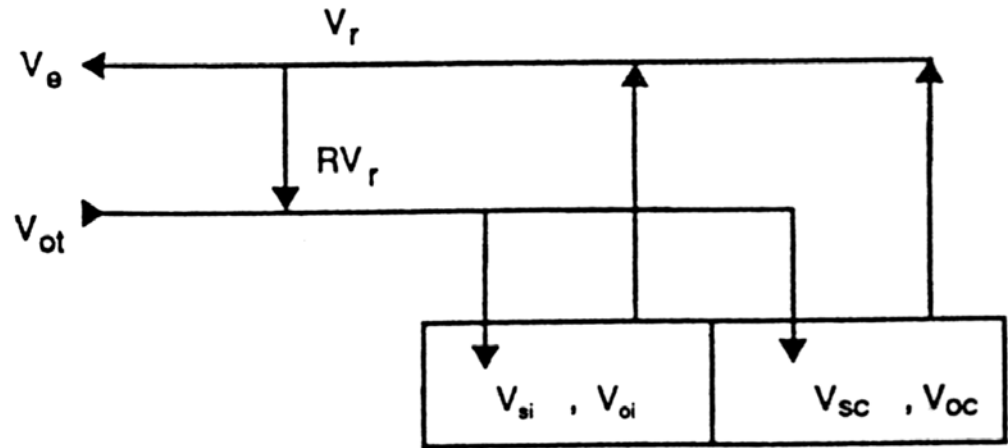 V_r
V_e
RV_r
V_ot
V_si , V_oi
V_sc , V_oc